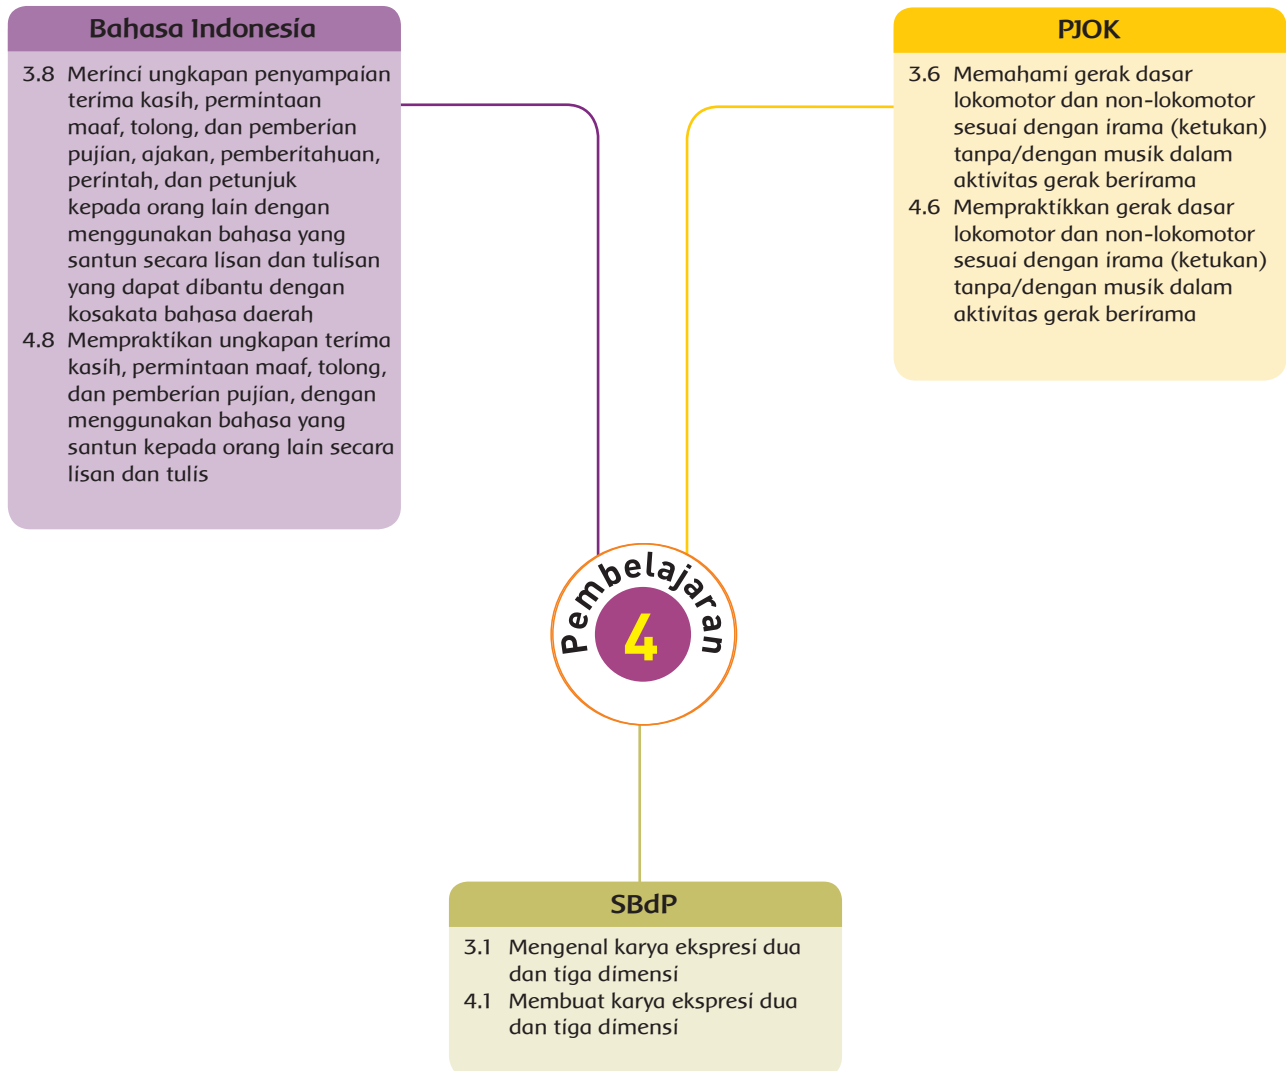 Bahasa Indonesia
3.8 Merinci ungkapan penyampaian
terima kasih, permintaan
maaf, tolong, dan pemberian
pujian, ajakan, pemberitahuan,
perintah, dan petunjuk
kepada orang lain dengan
menggunakan bahasa yang
santun secara lisan dan tulisan
yang dapat dibantu dengan
kosakata bahasa daerah
4.8 Mempraktikan ungkapan terima
kasih, permintaan maaf, tolong,
dan pemberian pujian, dengan
menggunakan bahasa yang
santun kepada orang lain secara
lisan dan tulis
PJOK
3.6 Memahami gerak dasar
lokomotor dan non-lokomotor
sesuai dengan irama (ketukan)
tanpa/dengan musik dalam
aktivitas gerak berirama
4.6 Mempraktikkan gerak dasar
lokomotor dan non-lokomotor
sesuai dengan irama (ketukan)
tanpa/dengan musik dalam
aktivitas gerak berirama
Pembelajaran
4
SBdP
3.1 Mengenal karya ekspresi dua
dan tiga dimensi
4.1 Membuat karya ekspresi dua
dan tiga dimensi